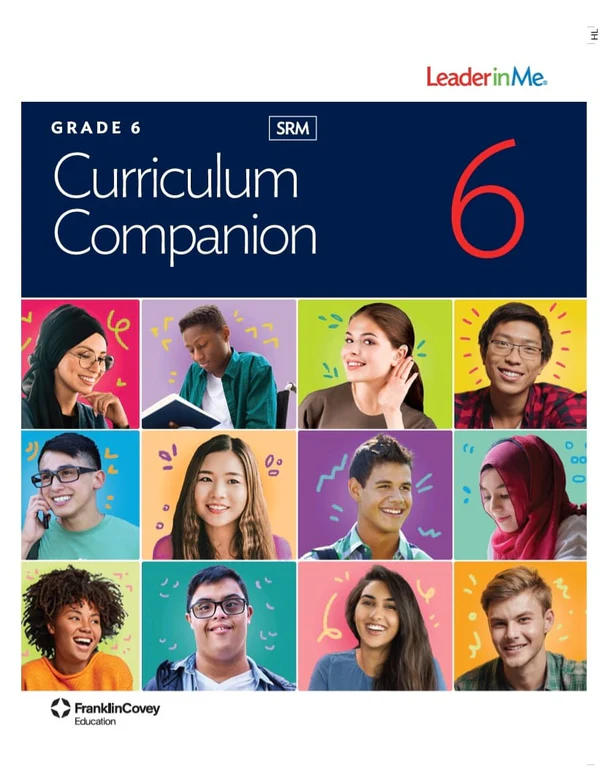 HL
LeaderinMe®
GRADE 6
SRM
Curriculum
Companion
6
FranklinCovey
Education